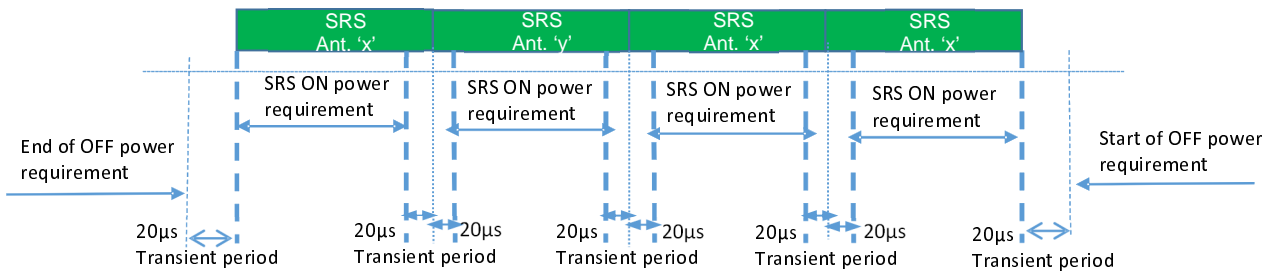 SRS
Ant. ‘x’
SRS
Ant. ‘y’
SRS
Ant. ‘x’
SRS
Ant. ‘x’
SRS ON power
requirement
SRS ON power
requirement
SRS ON power
requirement
SRS ON power
requirement
End of OFF power
requirement
Start of OFF power
requirement
20µs
Transient period
20µs
20µs
Transient period
20µs
20µs
Transient period
20µs
20µs
Transient period
20µs
20µs
Transient period